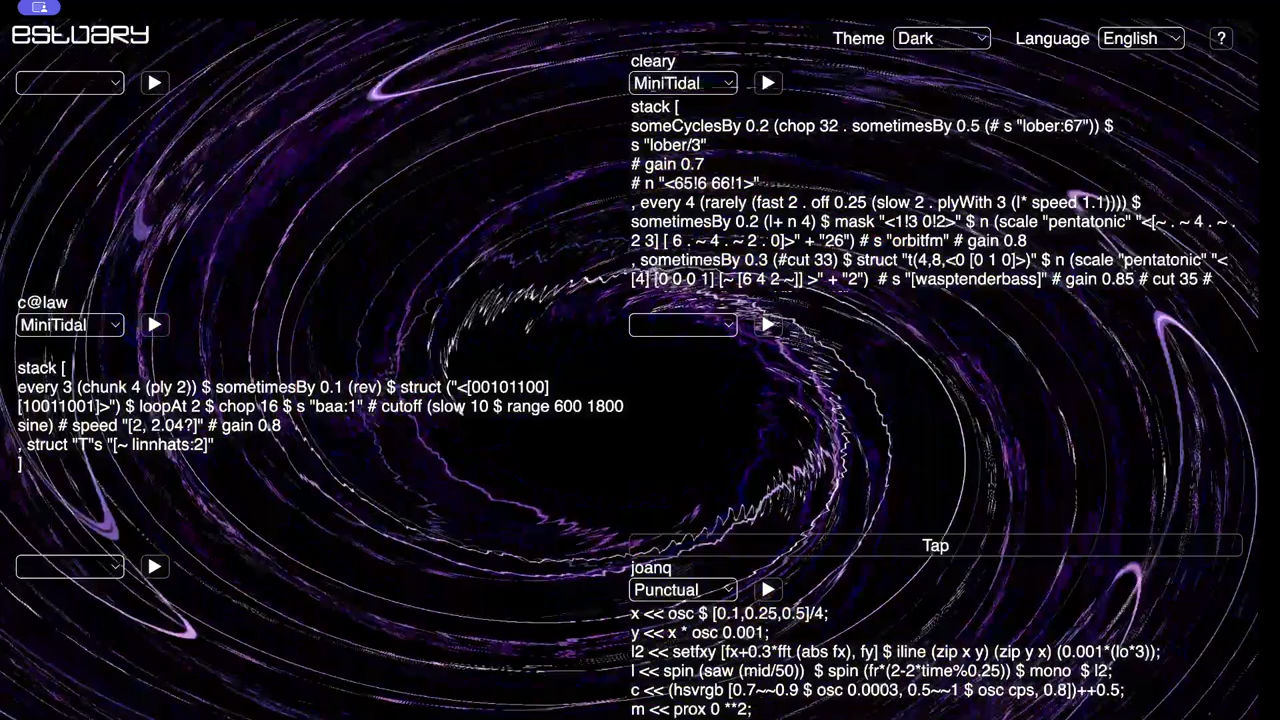 estuary
Theme Dark Language English ?
cleary
MiniTidal
stack [
someCyclesBy 0.2 (chop 32 . sometimesBy 0.5 (# s "lober:67")) $
s "lober/3"
# gain 0.7
# n "<65!6 66!1>"
, every 4 (rarely (fast 2 . off 0.25 (slow 2 . plyWith 3 (|* speed 1.1)))) $
sometimesBy 0.2 (|+ n 4) $ mask "<1!3 0!2>" $ n (scale "pentatonic" "<[~ . ~ 4 . ~ .
2 3] [ 6 . ~ 4 . ~ 2 . 0]>" + "26") # s "orbitfm" # gain 0.8
, sometimesBy 0.3 (#cut 33) $ struct "t(4,8,<0 [0 1 0]>)" $ n (scale "pentatonic" "<
[4] [0 0 0 1] [~ [6 4 2 ~]] >" + "2") # s "[wasptenderbass]" # gain 0.85 # cut 35 #
c@law
MiniTidal
stack [
every 3 (chunk 4 (ply 2)) $ sometimesBy 0.1 (rev) $ struct ("<[00101100]
[10011001]>") $ loopAt 2 $ chop 16 $ s "baa:1" # cutoff (slow 10 $ range 600 1800
sine) # speed "[2, 2.04?]" # gain 0.8
, struct "T"s "[~ linnhats:2]"
]
Tap
joanq
Punctual
x << osc $ [0.1,0.25,0.5]/4;
y << x * osc 0.001;
l2 << setfxy [fx+0.3*fft (abs fx), fy] $ iline (zip x y) (zip y x) (0.001*(lo*3));
l << spin (saw (mid/50)) $ spin (fr*(2-2*time%0.25)) $ mono $ l2;
c << (hsvrgb [0.7~~0.9 $ osc 0.0003, 0.5~~1 $ osc cps, 0.8])++0.5;
m << prox 0 **2;